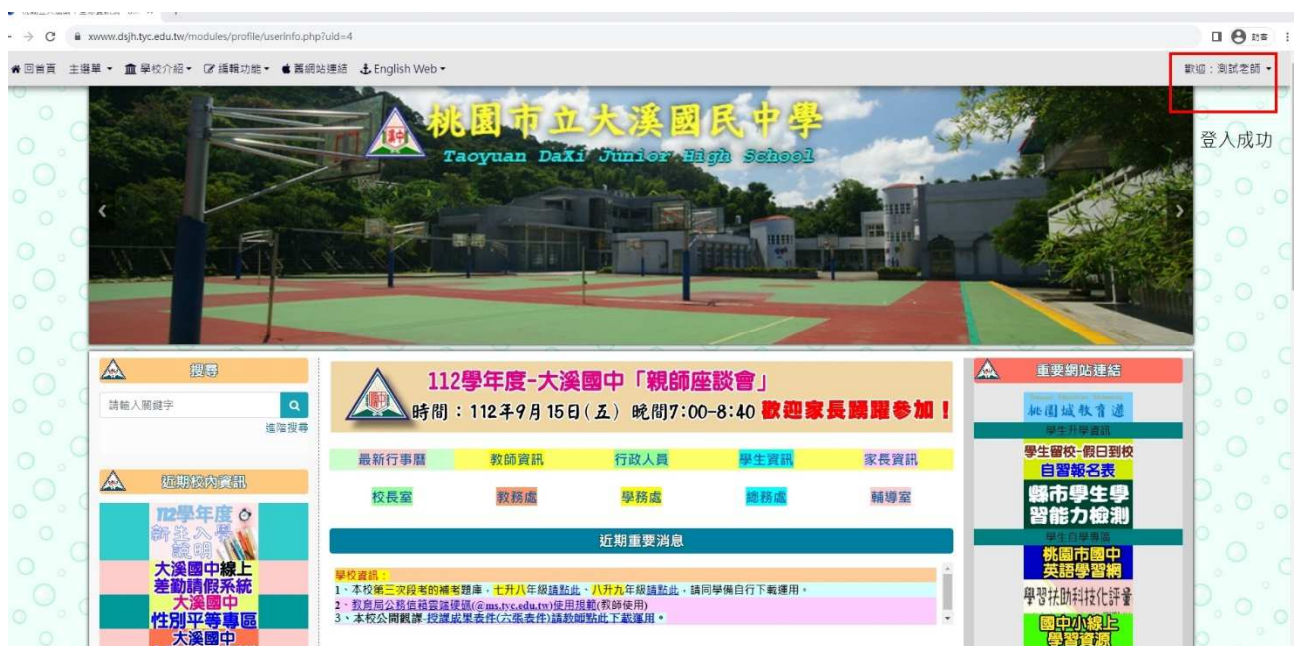 xwww.dsjh.tyc.edu.tw/modules/profile/userinfo.php?uid=4
訪客
回首頁 主選單 學校介紹 編輯功能 舊網站連結 English Web
歡迎：測試老師
登入成功
漢中
桃園市立大溪國民中學
Taoyuan DaXi Junior High School
搜尋
請輸入關鍵字
進階搜尋
近期校內資訊
112學年度
新生入學
說明
大溪國中線上
差勤請假系統
大溪國中
性別平等專區
大溪國中
112學年度-大溪國中「親師座談會」
時間：112年9月15日(五) 晚間7:00-8:40 歡迎家長踴躍參加！
最新行事曆 教師資訊 行政人員 學生資訊 家長資訊
校長室 教務處 學務處 總務處 輔導室
近期重要消息
學校資訊：
1、本校第三次段考的補考題庫，七升八年級請點此、八升九年級請點此，請同學備自行下載運用。
2、教育局公務信箱雲端硬碟(@ms.tyc.edu.tw)使用規範(教師使用)
3、本校公開觀課-授課成果表件(六張表件)請教師點此下載運用。
重要網站連結
桃園城教育遊
學生升學資訊
學生留校-假日到校
自習報名表
縣市學生學
習能力檢測
學生自學專區
桃園市國中
英語學習網
學習扶助科技化評量
國中小線上
學習資源